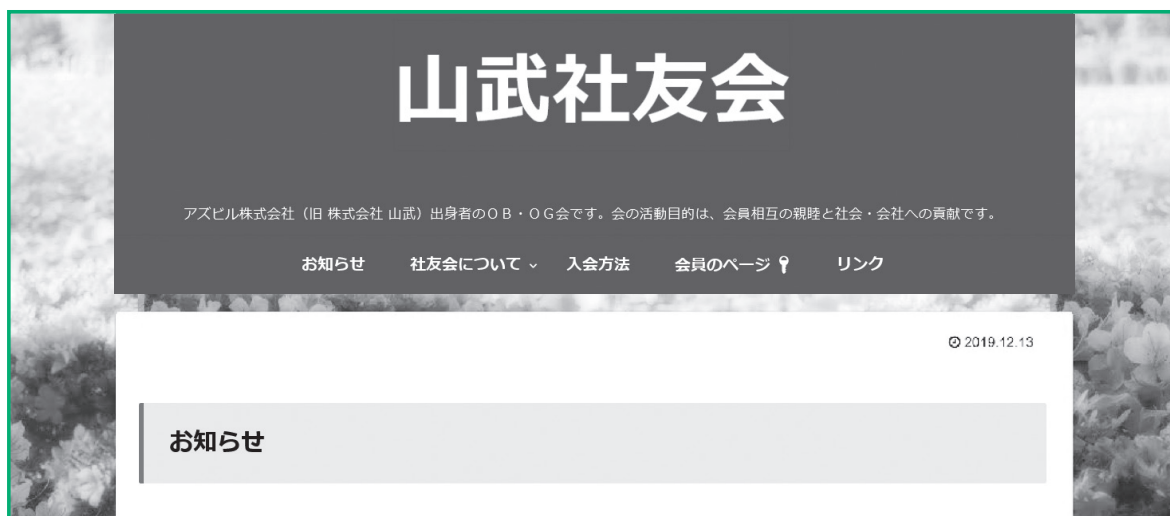 山武社友会
アズビル株式会社（旧 株式会社 山武）出身者のＯＢ・ＯＧ会です。会の活動目的は、会員相互の親睦と社会・会社への貢献です。
お知らせ 社友会について 入会方法 会員のページ リンク
2019.12.13
お知らせ